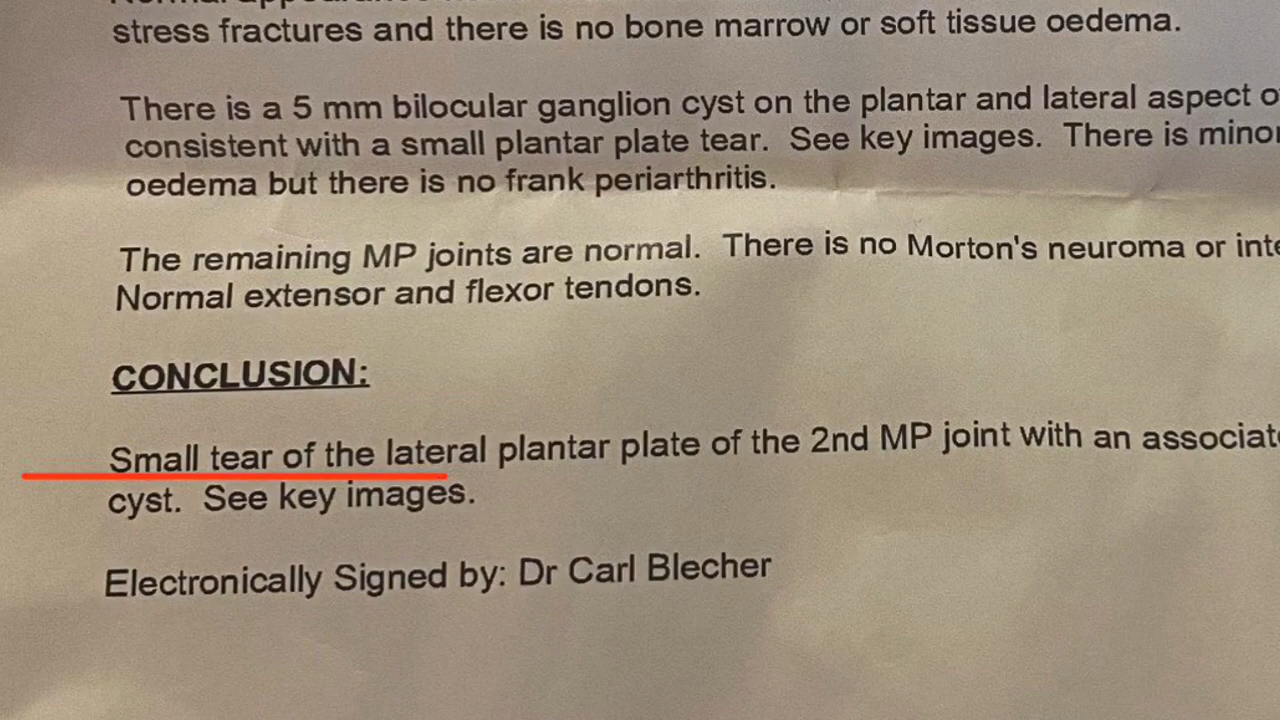 stress fractures and there is no bone marrow or soft tissue oedema.
There is a 5 mm bilocular ganglion cyst on the plantar and lateral aspect
consistent with a small plantar plate tear. See key images. There is
oedema but there is no frank periarthritis.
The remaining MP joints are normal. There is no Morton's neuroma or
Normal extensor and flexor tendons.
CONCLUSION:
Small tear of the lateral plantar plate of the 2nd MP joint with an
cyst. See key images.
Electronically Signed by: Dr Carl Blecher